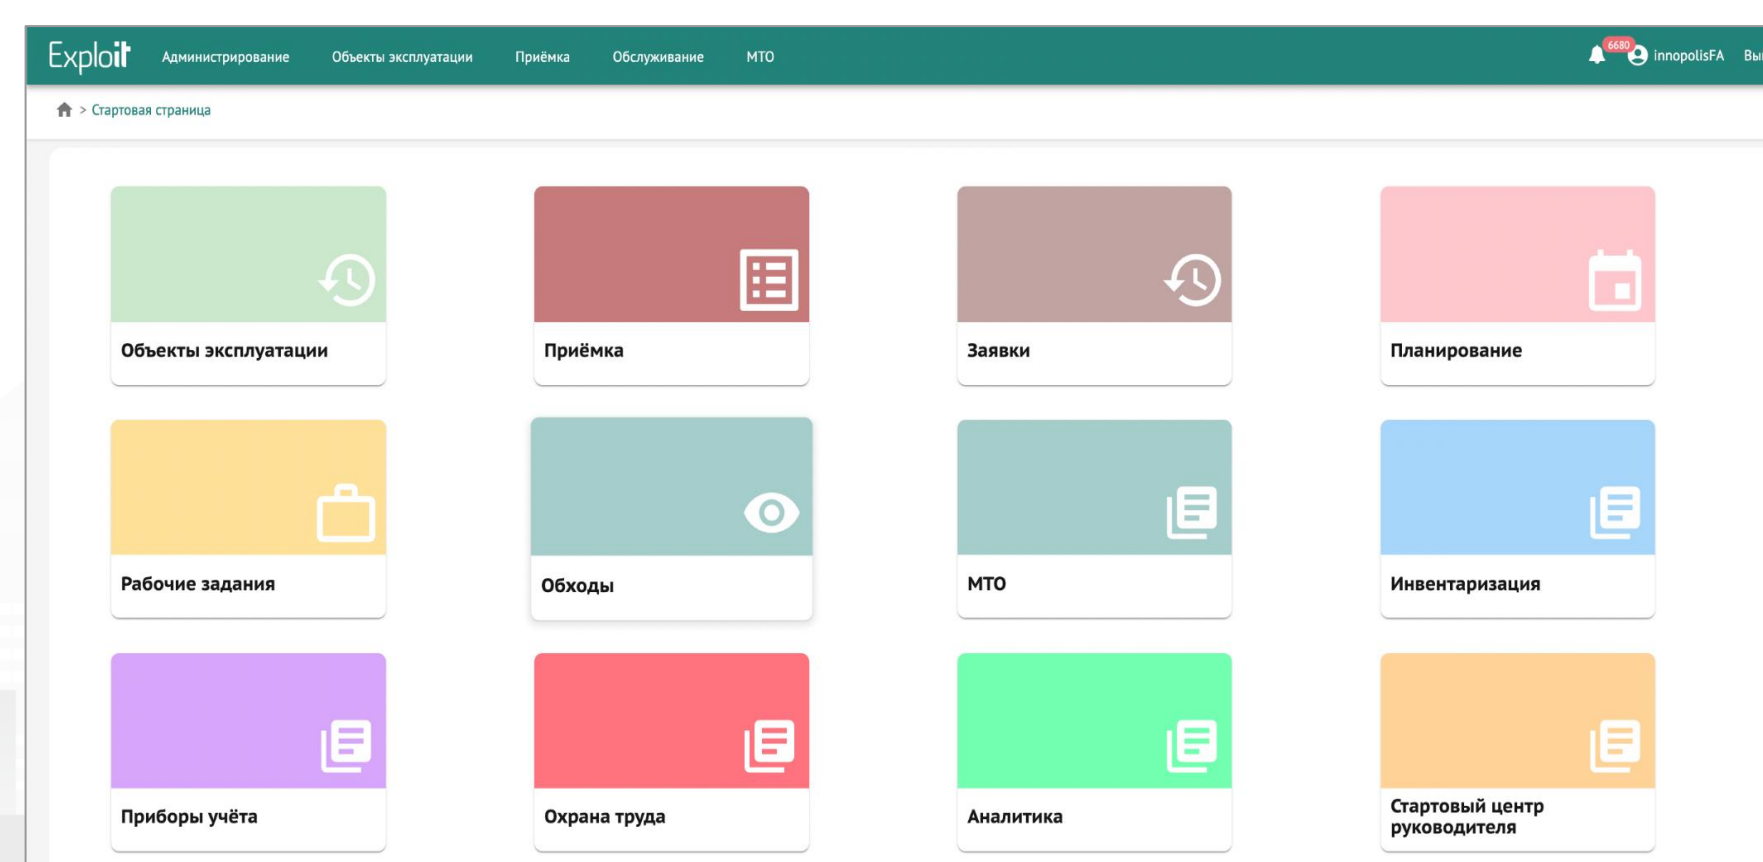 Exploit Администрирование Объекты эксплуатации Приёмка Обслуживание МТО 6680 innopolisFA
> Стартовая страница
Объекты эксплуатации Приёмка Заявки Планирование
Рабочие задания Обходы МТО Инвентаризация
Приборы учёта Охрана труда Аналитика Стартовый центр
руководителя